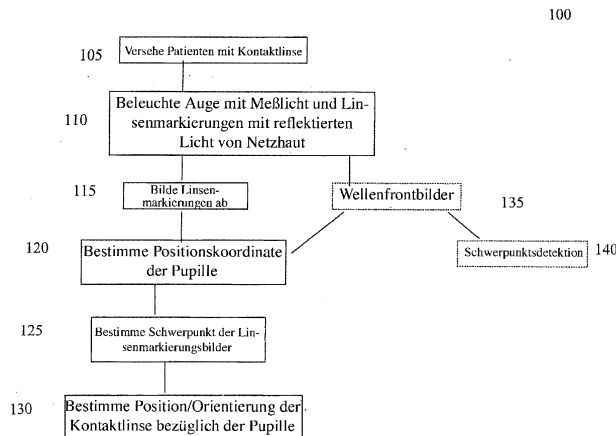 100
105
Versehe Patienten mit Kontaktlinse
110
Beleuchte Auge mit Meßlicht und Lin-
senmarkierungen mit reflektierten
Licht von Netzhaut
115
Bilde Linsen-
markierungen ab
Wellenfrontbilder
135
120
Bestimme Positionskoordinate
der Pupille
Schwerpunktsdetektion
140
125
Bestimme Schwerpunkt der Lin-
senmarkierungsbilder
130
Bestimme Position/Orientierung der
Kontaktlinse bezüglich der Pupille